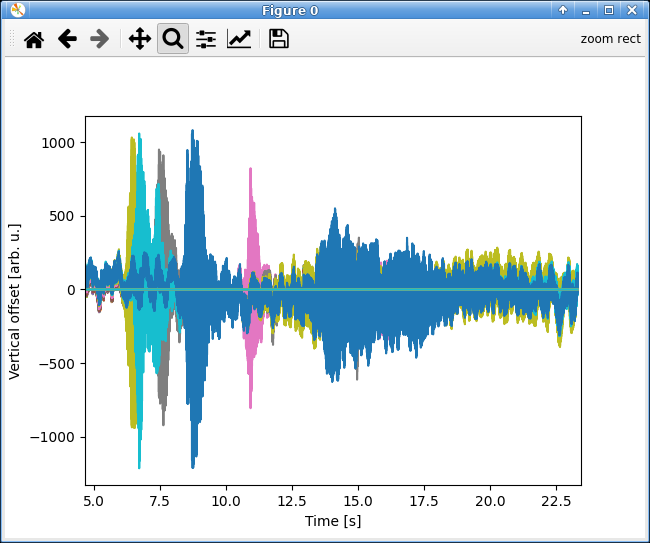 Figure 0
zoom rect
1000
500
0
−500
−1000
Vertical offset [arb. u.]
5.0 7.5 10.0 12.5 15.0 17.5 20.0 22.5
Time [s]